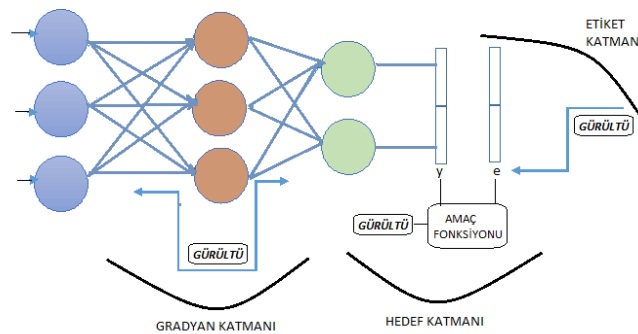 ETİKET
KATMANI
GÜRÜLTÜ
y
e
GÜRÜLTÜ
AMAÇ
FONKSİYONU
GÜRÜLTÜ
GRADYAN KATMANI
HEDEF KATMANI